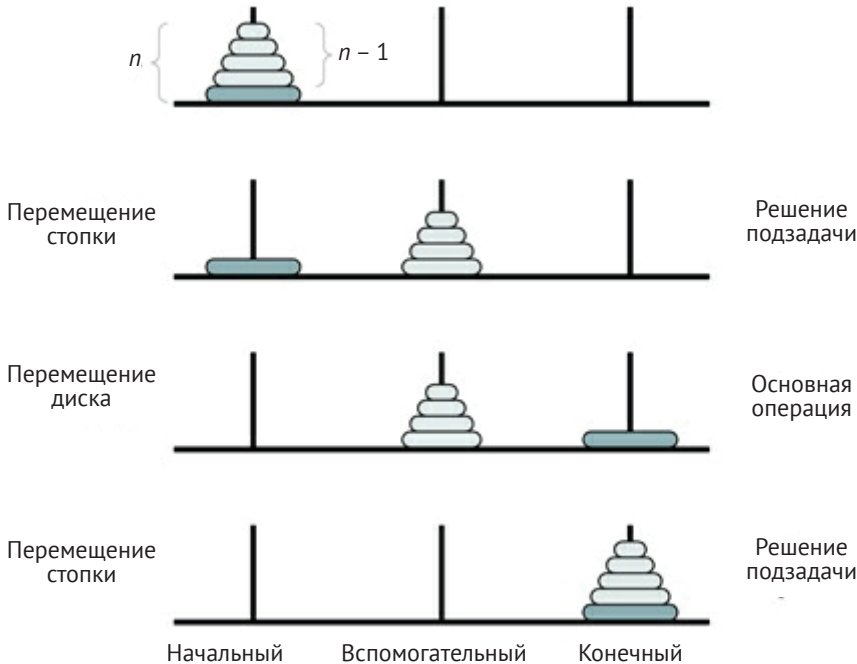 n
n – 1
Перемещение
стопки
Решение
подзадачи
Перемещение
диска
Основная
операция
Перемещение
стопки
Решение
подзадачи
Начальный Вспомогательный Конечный